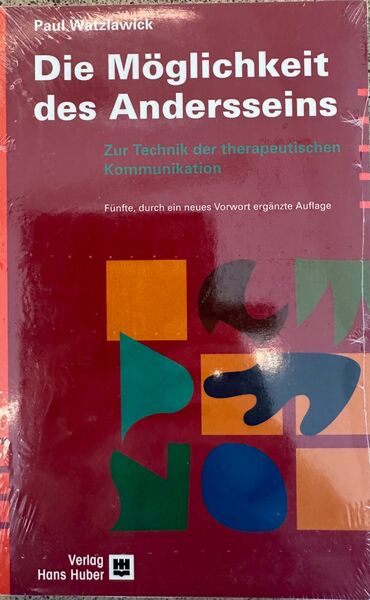 Paul Watzlawick
Die Möglichkeit
des Andersseins
Zur Technik der therapeutischen
Kommunikation
Fünfte, durch ein neues Vorwort ergänzte Auflage
Verlag
Hans Huber